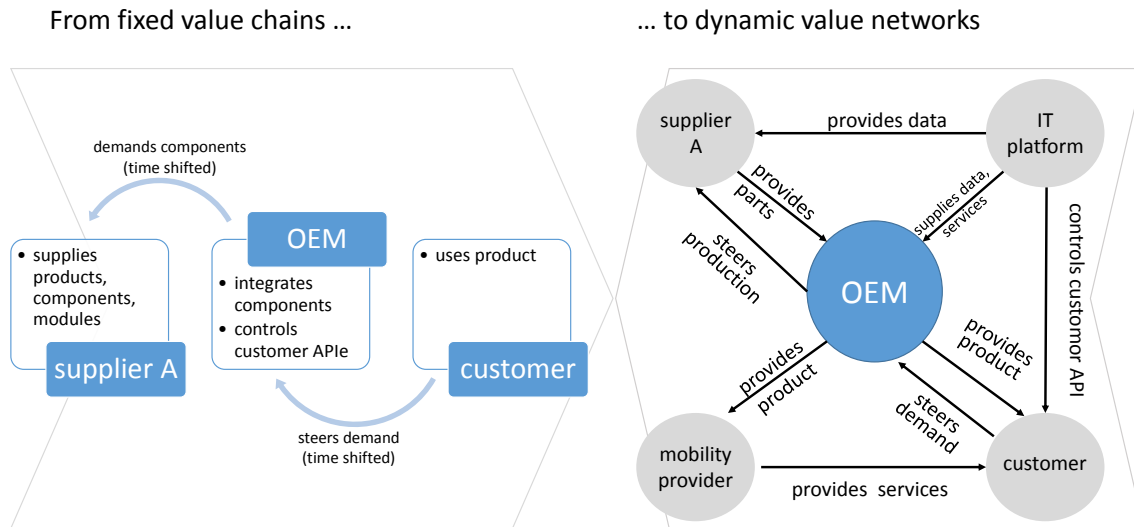 From fixed value chains ...
... to dynamic value networks
demands components
(time shifted)
• supplies
products,
components,
modules
supplier A
OEM
• integrates
components
• controls
customer APIe
• uses product
customer
steers demand
(time shifted)
supplier
A
provides data
IT
platform
provides
parts
supplies data,
services
steers
production
OEM
controls customor API
provides
product
provides
product
steers
demand
mobility
provider
provides services
customer